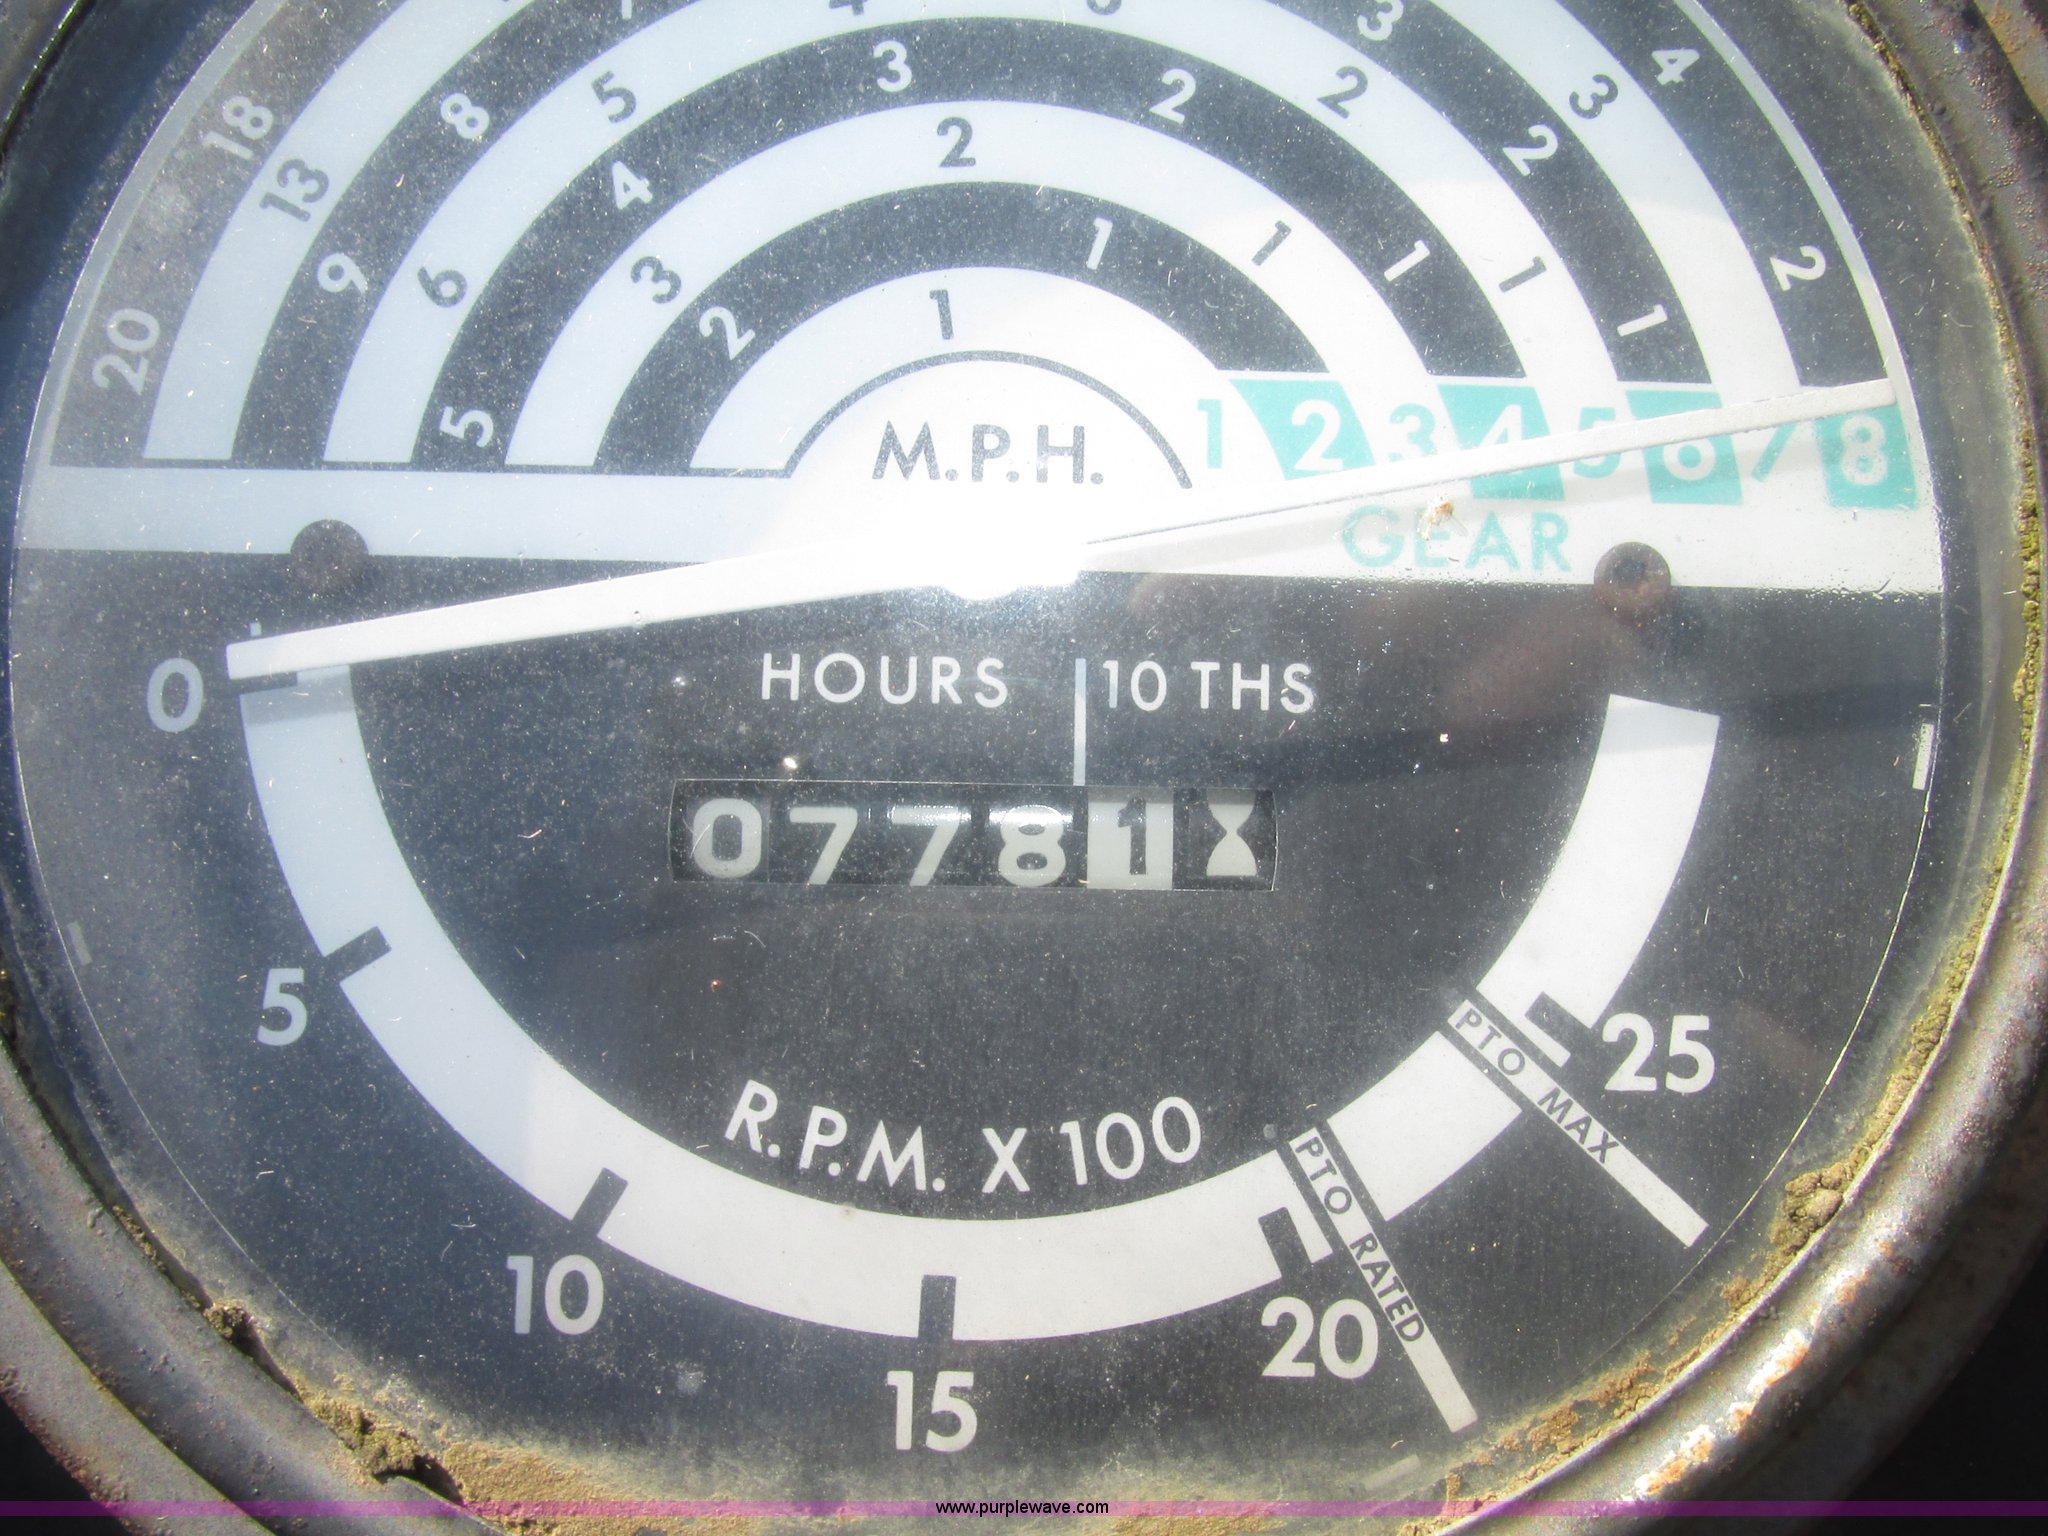 4 3 3 4
18 8 5 3 2 2 3
13 4 2 2
9 6 3 1 1 1 1 2
20 2 1 1
5 M.P.H. 1 2 3 4 5 6 7 8
GEAR
0 HOURS 10 THS
07781
5 25
PTO MAX
R.P.M. X 100
PTO RATED
10 20
15
www.purplewave.com